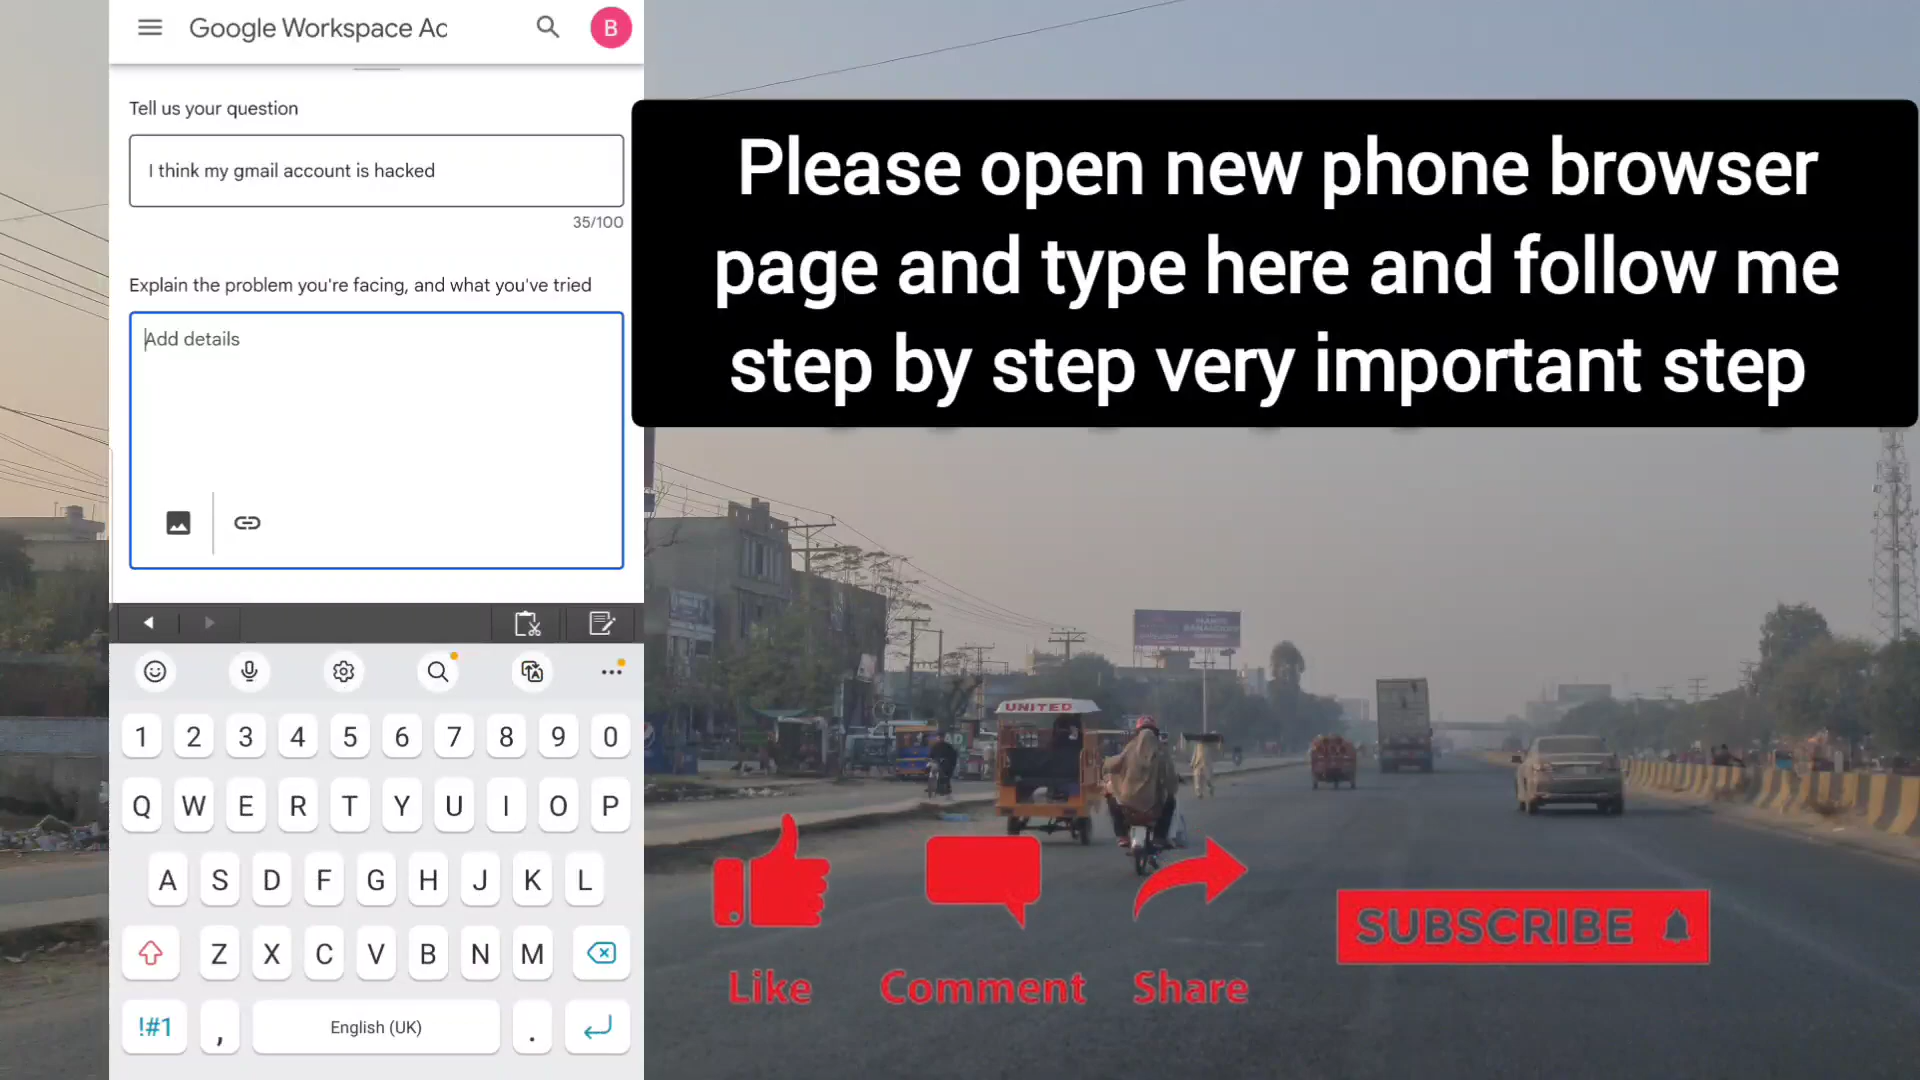 Google Workspace Ac
B
Tell us your question
I think my gmail account is hacked
35/100
Explain the problem you're facing, and what you've tried
Add details
Please open new phone browser
page and type here and follow me
step by step very important step
UNITED
1 2 3 4 5 6 7 8 9 0
Q W E R T Y U I O P
A S D F G H J K L
Z X C V B N M
!#1 , English (UK) .
Like Comment Share
SUBSCRIBE